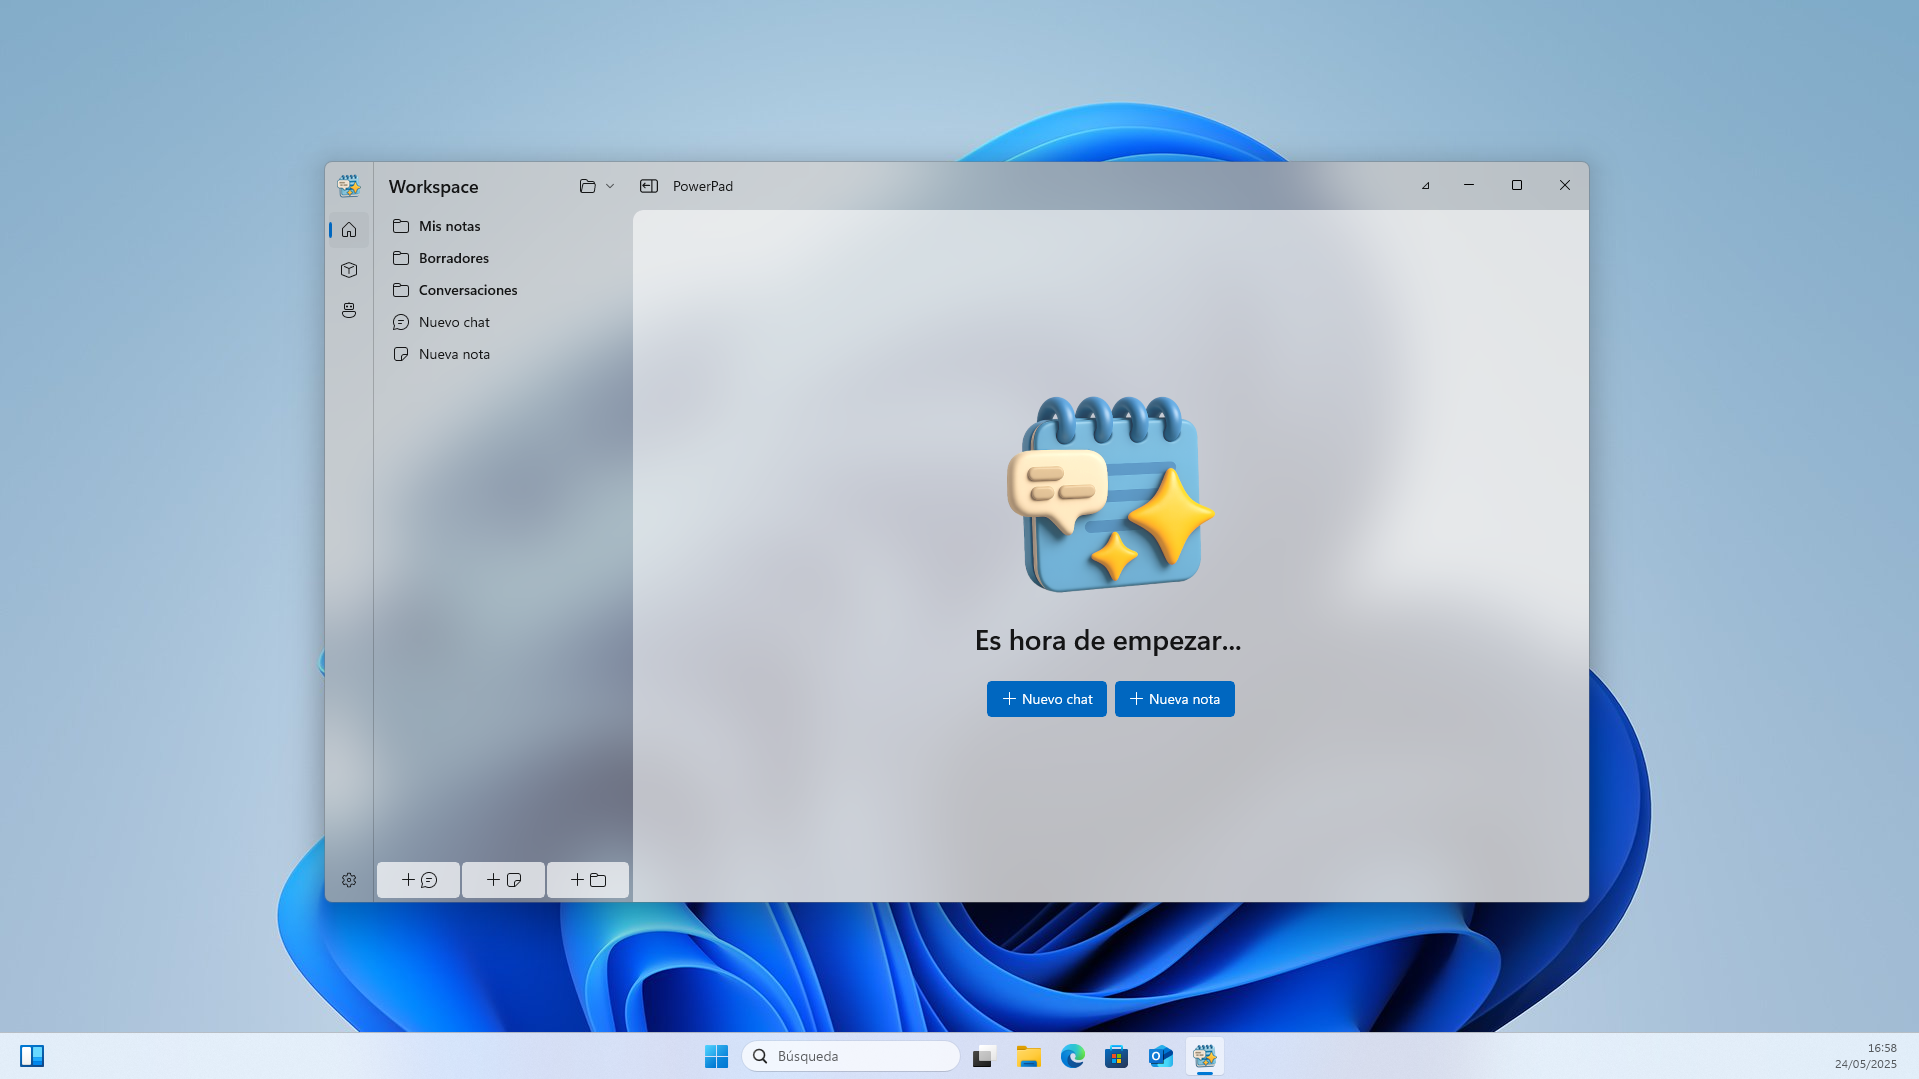 Workspace
PowerPad
Mis notas
Borradores
Conversaciones
Nuevo chat
Nueva nota
Es hora de empezar...
Nuevo chat
Nueva nota
Búsqueda
16:58
24/05/2025